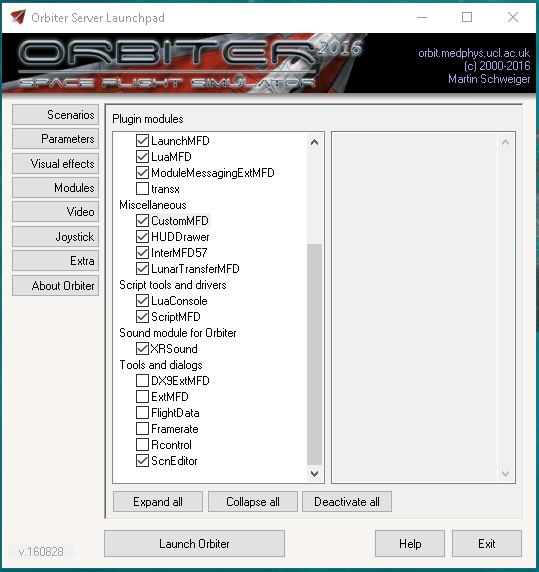 Orbiter Server Launchpad
ORBITER 2016
SPACE FLIGHT SIMULATOR
orbit.medphys.ucl.ac.uk
(c) 2000-2016
Martin Schweiger
Scenarios
Parameters
Visual effects
Modules
Video
Joystick
Extra
About Orbiter
Plugin modules
LaunchMFD
LuaMFD
ModuleMessagingExtMFD
transx
Miscellaneous
CustomMFD
HUDDrawer
InterMFD57
LunarTransferMFD
Script tools and drivers
LuaConsole
ScriptMFD
Sound module for Orbiter
XRSound
Tools and dialogs
DX9ExtMFD
ExtMFD
FlightData
Framerate
Rcontrol
ScnEditor
Expand all
Collapse all
Deactivate all
v.160828
Launch Orbiter
Help
Exit